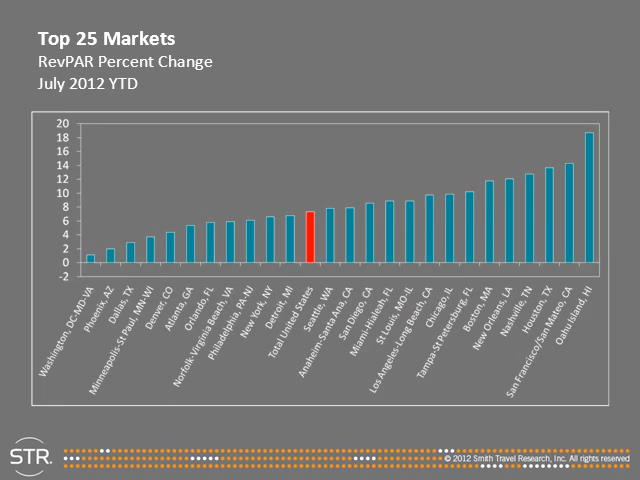 Top 25 Markets
RevPAR Percent Change
July 2012 YTD
20
18
16
14
12
10
8
6
4
2
0
-2
Washington, DC-MD-VA
Phoenix, AZ
Dallas, TX
Minneapolis-St Paul, MN-WI
Denver, CO
Atlanta, GA
Orlando, FL
Norfolk-Virginia Beach, VA
Philadelphia, PA-NJ
New York, NY
Detroit, MI
Total United States
Seattle, WA
Anaheim-Santa Ana, CA
San Diego, CA
Miami-Hialeah, FL
St Louis, MO-IL
Los Angeles-Long Beach, CA
Chicago, IL
Tampa-St Petersburg, FL
Boston, MA
New Orleans, LA
Nashville, TN
Houston, TX
San Francisco/San Mateo, CA
Oahu Island, HI
STR.
© 2012 Smith Travel Research, Inc. All rights reserved